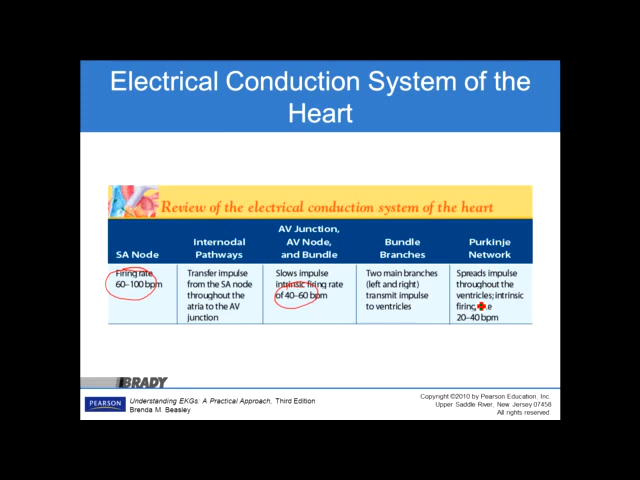 Electrical Conduction System of the
Heart
Review of the electrical conduction system of the heart
SA Node
Internodal
Pathways
AV Junction,
AV Node,
and Bundle
Bundle
Branches
Purkinje
Network
Firing rate
60–100 bpm
Transfer impulse
from the SA node
throughout the
atria to the AV
junction
Slows impulse
intrinsic firing rate
of 40–60 bpm
Two main branches
(left and right)
transmit impulse
to ventricles
Spreads impulse
throughout the
ventricles; intrinsic
20–40 bpm
BRADY
PEARSON
Understanding EKGs: A Practical Approach, Third Edition
Brenda M. Beasley
Copyright ©2010 by Pearson Education, Inc.
Upper Saddle River, New Jersey 07458
All rights reserved.